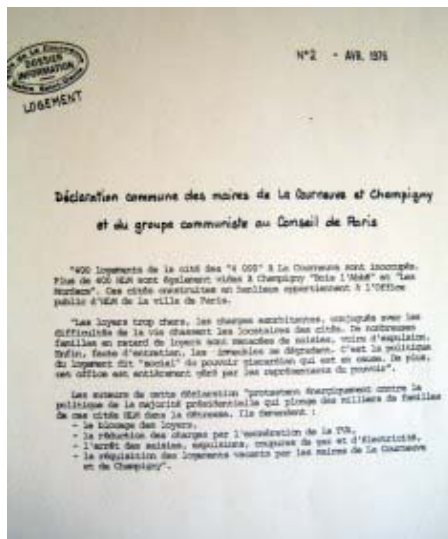 de La Courneuve
DOSSIER
INFORMATION
Seine Saint-Denis
LOGEMENT
N°2 - AVR. 1976
Déclaration commune des maires de La Courneuve et Champigny
et du groupe communiste au Conseil de Paris
"400 logements de la cité des "4 000" à La Courneuve sont inoccupés.
Plus de 400 HLM sont également vides à Champigny "Bois l'Abbé" et "Les
Mordacs". Ces cités construites en banlieue appartiennent à l'Office
public d'HLM de la ville de Paris.
"Les loyers trop chers, les charges exorbitantes, conjugués avec les
difficultés de la vie chassent les locataires des cités. De nombreuses
familles en retard de loyers sont menacées de saisies, voire d'expulsion.
Enfin, faute d'entretien, les immeubles se dégradent. C'est la politique
du logement dit "social" du pouvoir giscardien qui est en cause. De plus,
cet office est entièrement géré par les représentants du pouvoir".
Les auteurs de cette déclaration "protestent énergiquement contre la
politique de la majorité présidentielle qui plonge des milliers de familles
de ces cités HLM dans la détresse. Ils demandent :
- le blocage des loyers,
- la réduction des charges par l'exonération de la TVA,
- l'arrêt des saisies, expulsions, coupures de gaz et d'électricité,
- la réquisition des logements vacants par les maires de La Courneuve
et de Champigny".